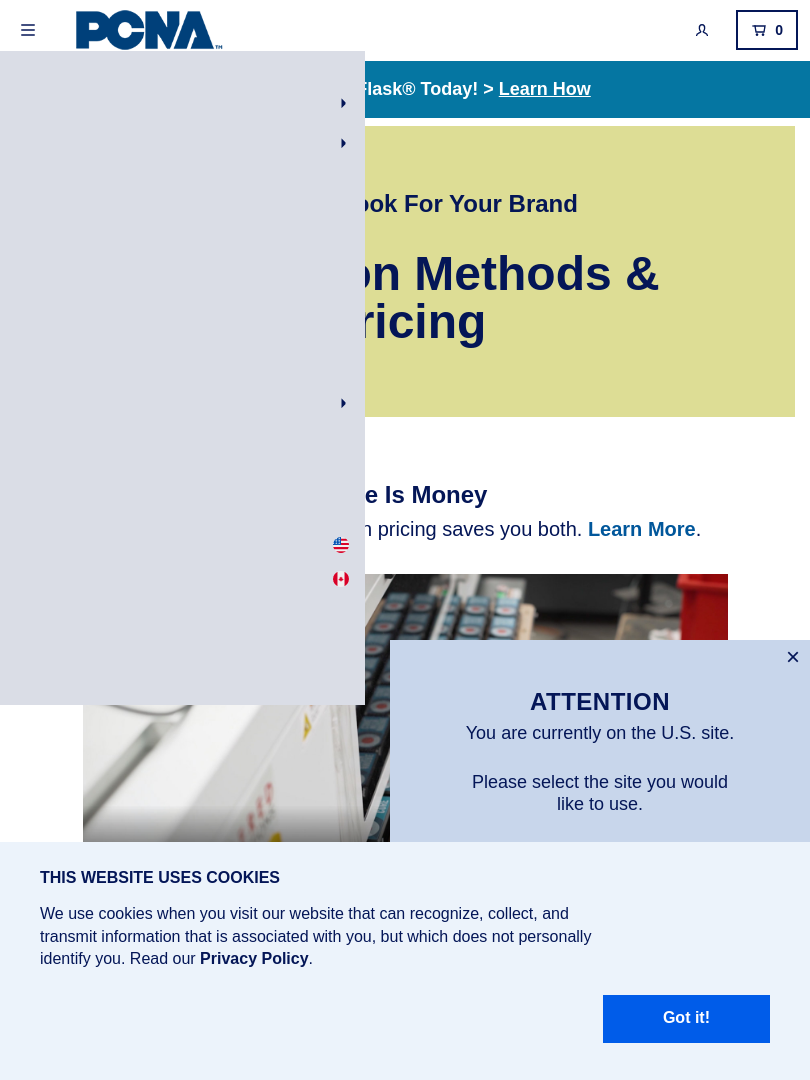 PCNA™
0
Flask® Today! > Learn How
ook For Your Brand
on Methods &
ricing
e Is Money
n pricing saves you both. Learn More.
×
ATTENTION
You are currently on the U.S. site.
Please select the site you would
like to use.
THIS WEBSITE USES COOKIES
We use cookies when you visit our website that can recognize, collect, and
transmit information that is associated with you, but which does not personally
identify you. Read our Privacy Policy.
Got it!